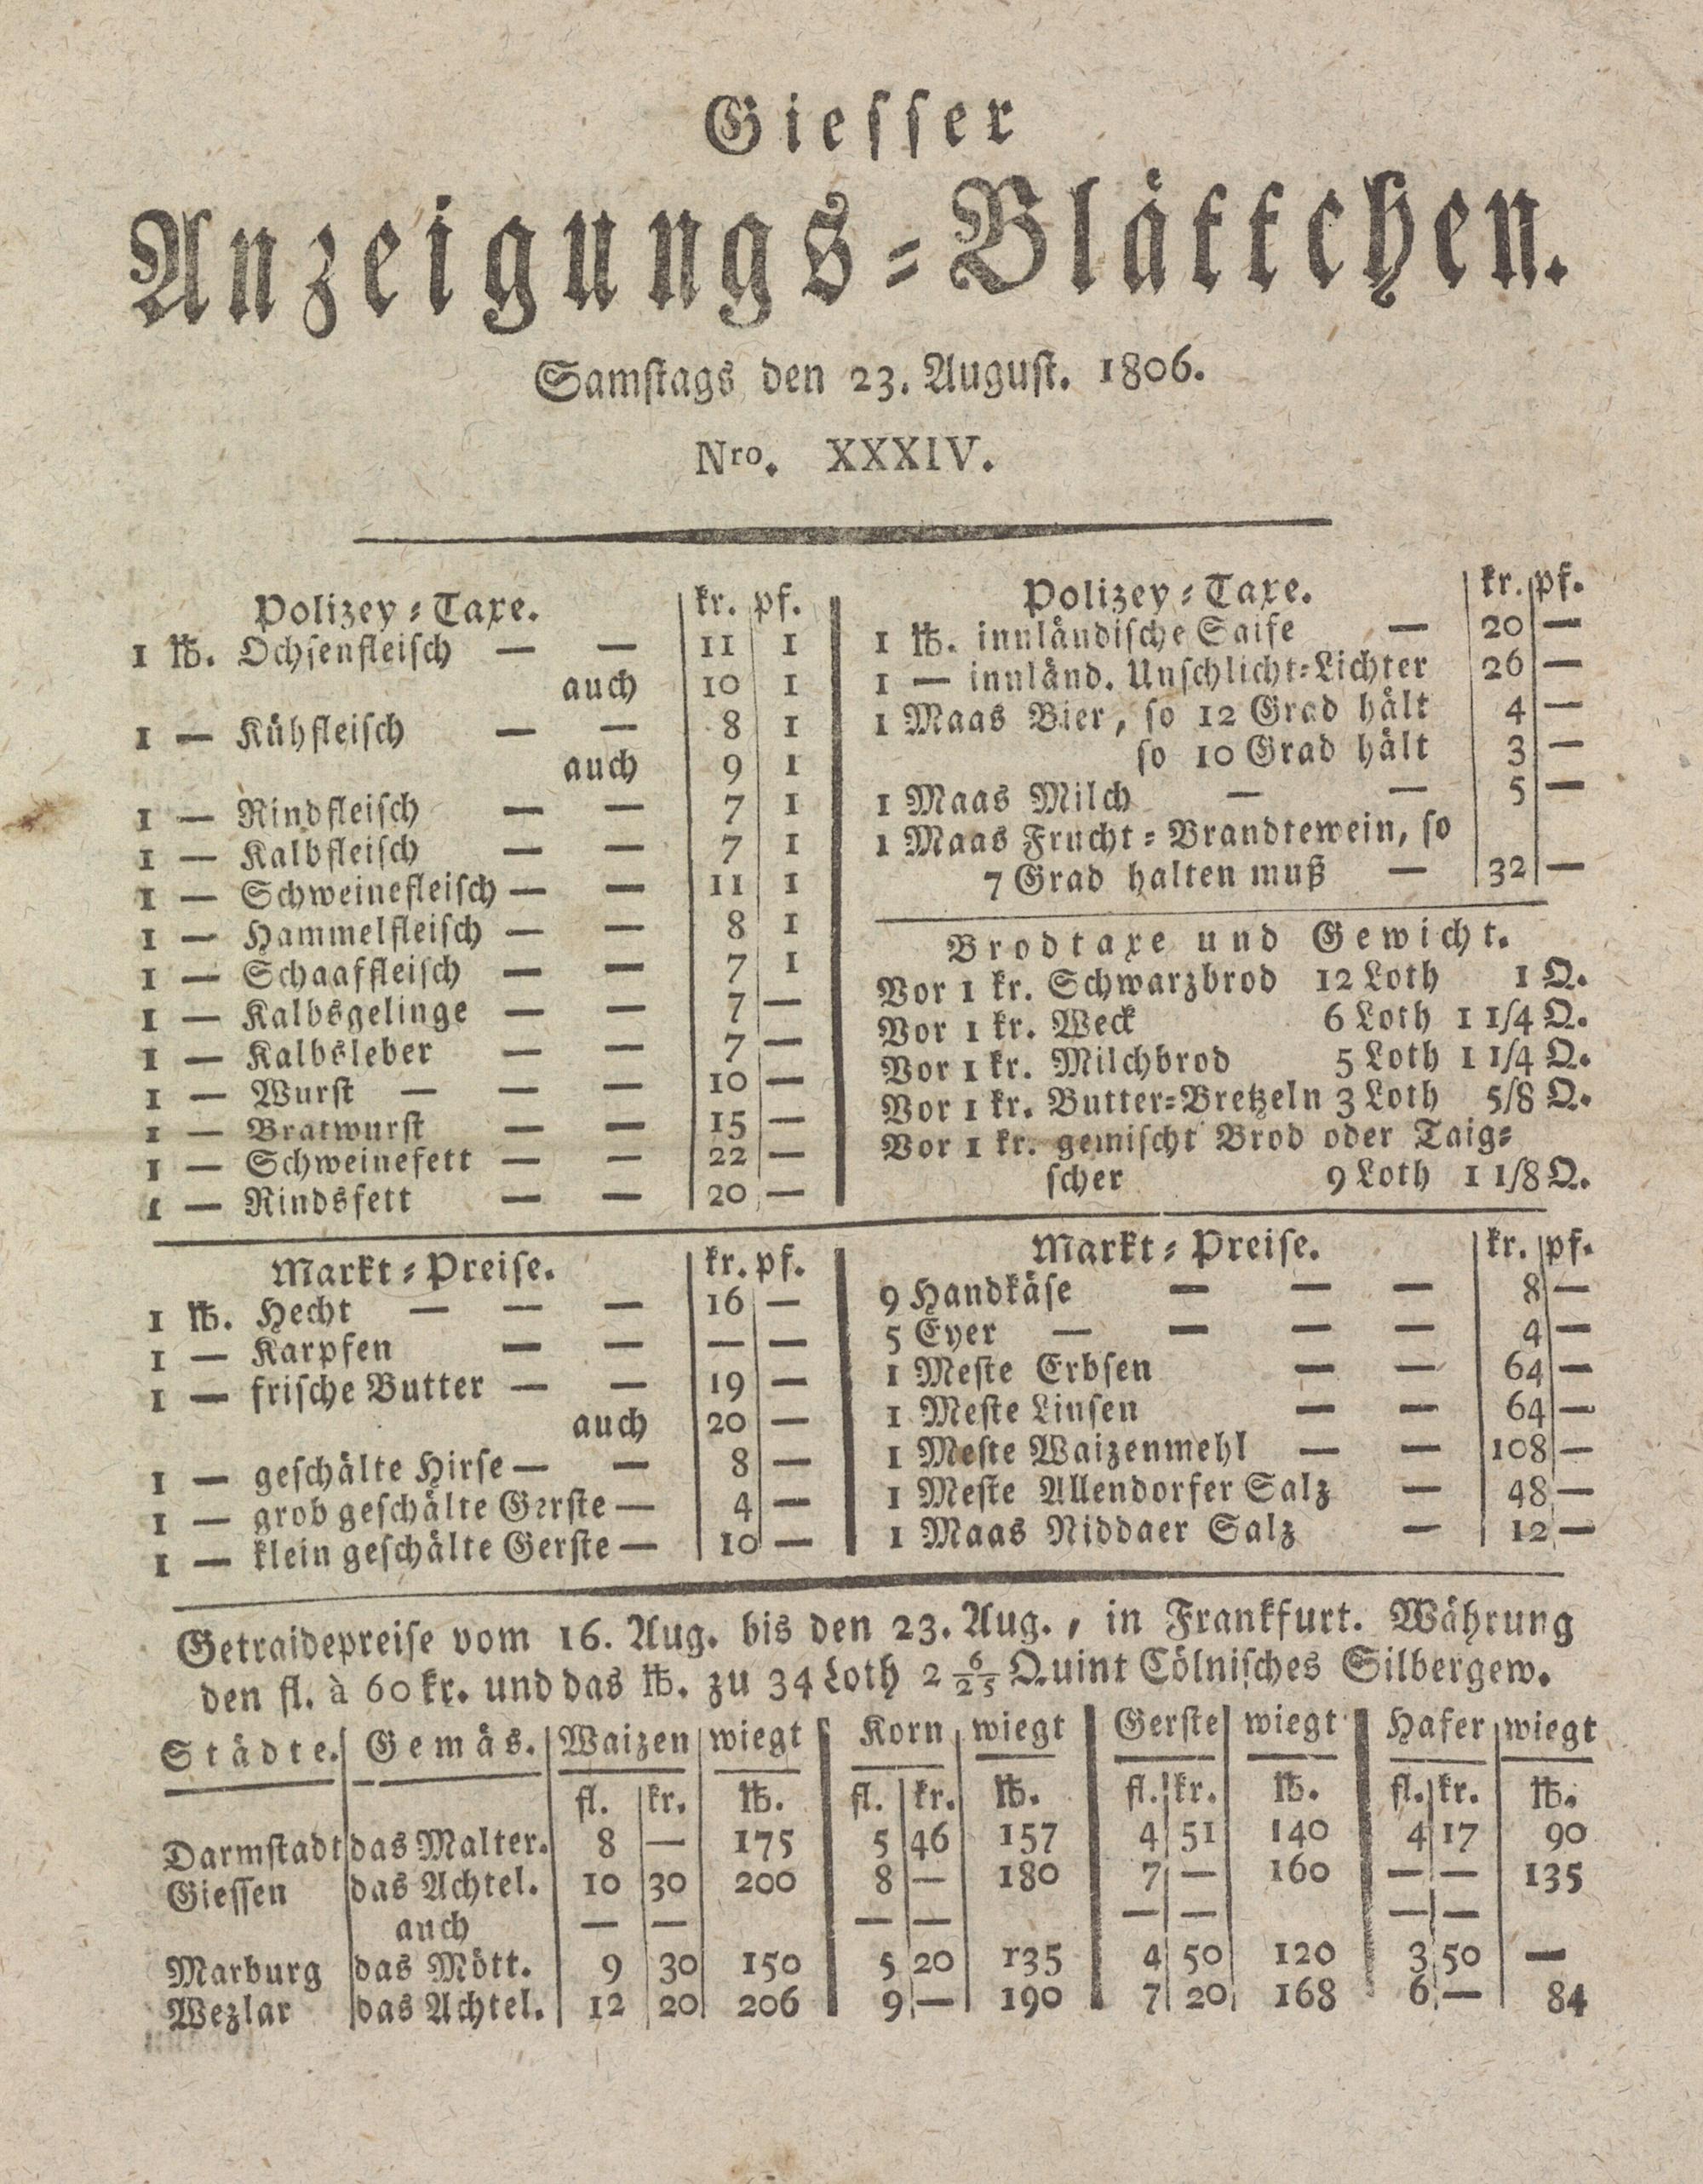 Giesser
Anzeigungs-Blättchen.
Samstags den 23. August. 1806.
Nro. XXXIV.
Polizey-Taxe. kr. pf.
1 ℔. Ochsenfleisch — — 11 1
auch 10 1
1 — Kühfleisch — — 8 1
auch 9 1
1 — Rindfleisch — — 7 1
1 — Kalbfleisch — — 7 1
1 — Schweinefleisch — — 11 1
1 — Hammelfleisch — — 8 1
1 — Schaaffleisch — — 7 1
1 — Kalbsgelinge — — 7 —
1 — Kalbsleber — — 7 —
1 — Wurst — — — 10 —
1 — Bratwurst — — 15 —
1 — Schweinefett — — 22 —
1 — Rindsfett — — 20 —
Polizey-Taxe. kr. pf.
1 ℔. innländische Saife — 20 —
1 — innländ. Unschlicht-Lichter 26 —
1 Maas Bier, so 12 Grad hält 4 —
so 10 Grad hält 3 —
1 Maas Milch — — 5 —
1 Maas Frucht-Brandtewein, so
7 Grad halten muß — 32 —
Brodtaxe und Gewicht.
Vor 1 kr. Schwarzbrod 12 Loth 1 Q.
Vor 1 kr. Weck 6 Loth 1 1/4 Q.
Vor 1 kr. Milchbrod 5 Loth 1 1/4 Q.
Vor 1 kr. Butter-Bretzeln 3 Loth 5/8 Q.
Vor 1 kr. gemischt Brod oder Taig-
scher 9 Loth 1 1/8 Q.
Markt-Preise. kr. pf.
1 ℔. Hecht — — — 16 —
1 — Karpfen — — — —
1 — frische Butter — — 19 —
auch 20 —
1 — geschälte Hirse — — 8 —
1 — grob geschälte Gerste — 4 —
1 — klein geschälte Gerste — 10 —
Markt-Preise. kr. pf.
9 Handkäse — — — 8 —
5 Eyer — — — — 4 —
1 Meste Erbsen — — 64 —
1 Meste Linsen — — 64 —
1 Meste Waizenmehl — — 108 —
1 Meste Allendorfer Salz — 48 —
1 Maas Niddaer Salz — 12 —
Getraidepreise vom 16. Aug. bis den 23. Aug., in Frankfurt. Währung
den fl. à 60 kr. und das ℔. zu 34 Loth 2 6/25 Quint Cölnisches Silbergew.
Städte. Gemäs. Waizen wiegt Korn wiegt Gerste wiegt Hafer wiegt
fl. kr. ℔. fl. kr. ℔. fl. kr. ℔. fl. kr. ℔.
Darmstadt das Malter. 8 — 175 5 46 157 4 51 140 4 17 90
Giessen das Achtel. 10 30 200 8 — 180 7 — 160 — — 135
auch — — — — — — — —
Marburg das Mött. 9 30 150 5 20 135 4 50 120 3 50 —
Wezlar das Achtel. 12 20 206 9 — 190 7 20 168 6 — 84